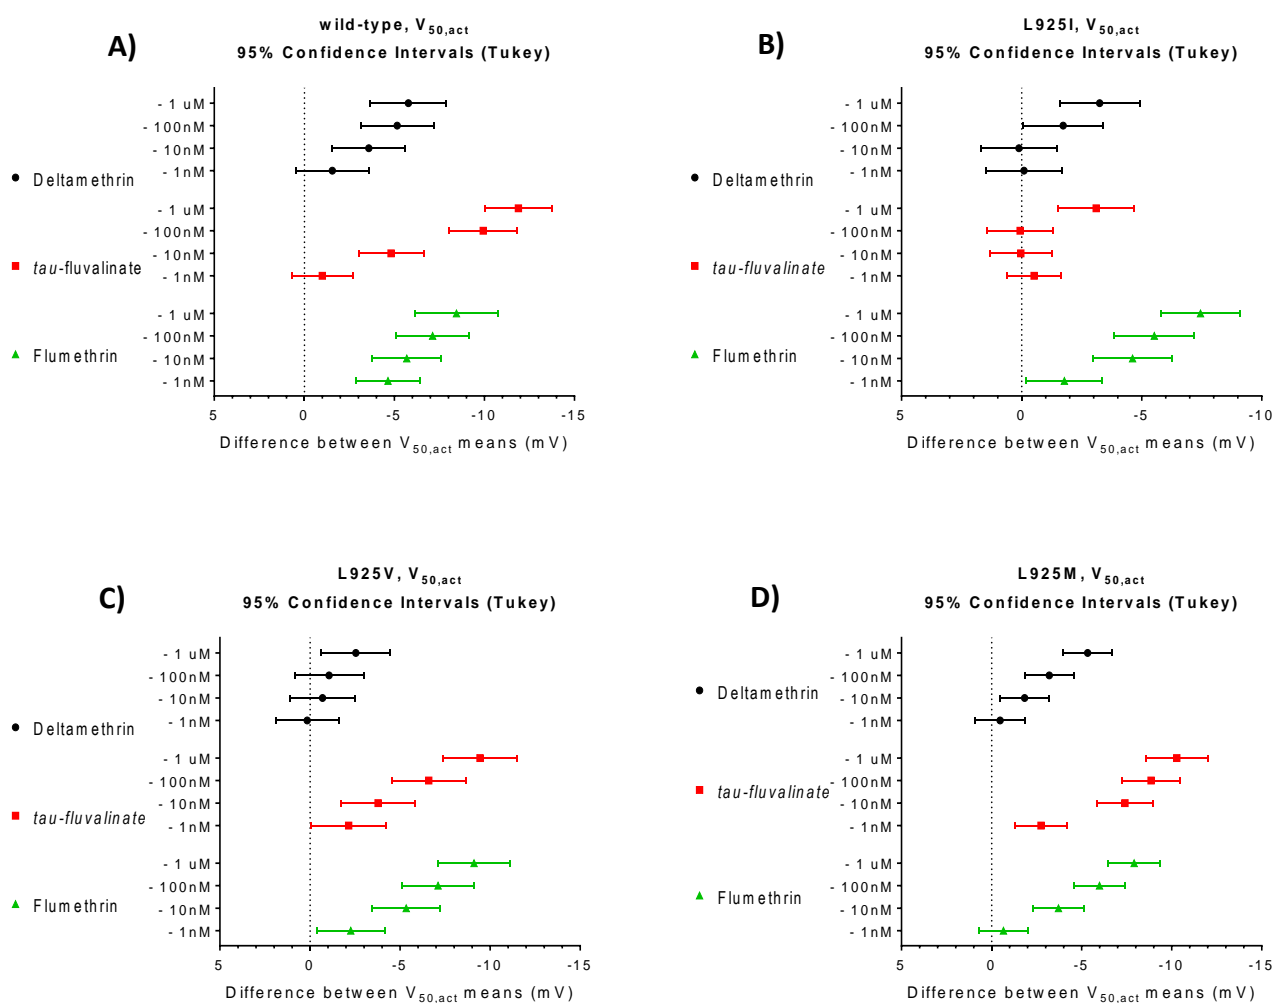 A)
wild-type, V50,act
95% Confidence Intervals (Tukey)
- 1 uM
- 100nM
- 10nM
- 1nM
Deltamethrin
- 1 uM
- 100nM
- 10nM
- 1nM
tau-fluvalinate
- 1 uM
- 100nM
- 10nM
- 1nM
Flumethrin
5 0 -5 -10 -15
Difference between V50,act means (mV)
B)
L925I, V50,act
95% Confidence Intervals (Tukey)
- 1 uM
- 100nM
- 10nM
- 1nM
Deltamethrin
- 1 uM
- 100nM
- 10nM
- 1nM
tau-fluvalinate
- 1 uM
- 100nM
- 10nM
- 1nM
Flumethrin
5 0 -5 -10
Difference between V50,act means (mV)
C)
L925V, V50,act
95% Confidence Intervals (Tukey)
- 1 uM
- 100nM
- 10nM
- 1nM
Deltamethrin
- 1 uM
- 100nM
- 10nM
- 1nM
tau-fluvalinate
- 1 uM
- 100nM
- 10nM
- 1nM
Flumethrin
5 0 -5 -10 -15
Difference between V50,act means (mV)
D)
L925M, V50,act
95% Confidence Intervals (Tukey)
- 1 uM
- 100nM
- 10nM
- 1nM
Deltamethrin
- 1 uM
- 100nM
- 10nM
- 1nM
tau-fluvalinate
- 1 uM
- 100nM
- 10nM
- 1nM
Flumethrin
5 0 -5 -10 -15
Difference between V50,act means (mV)